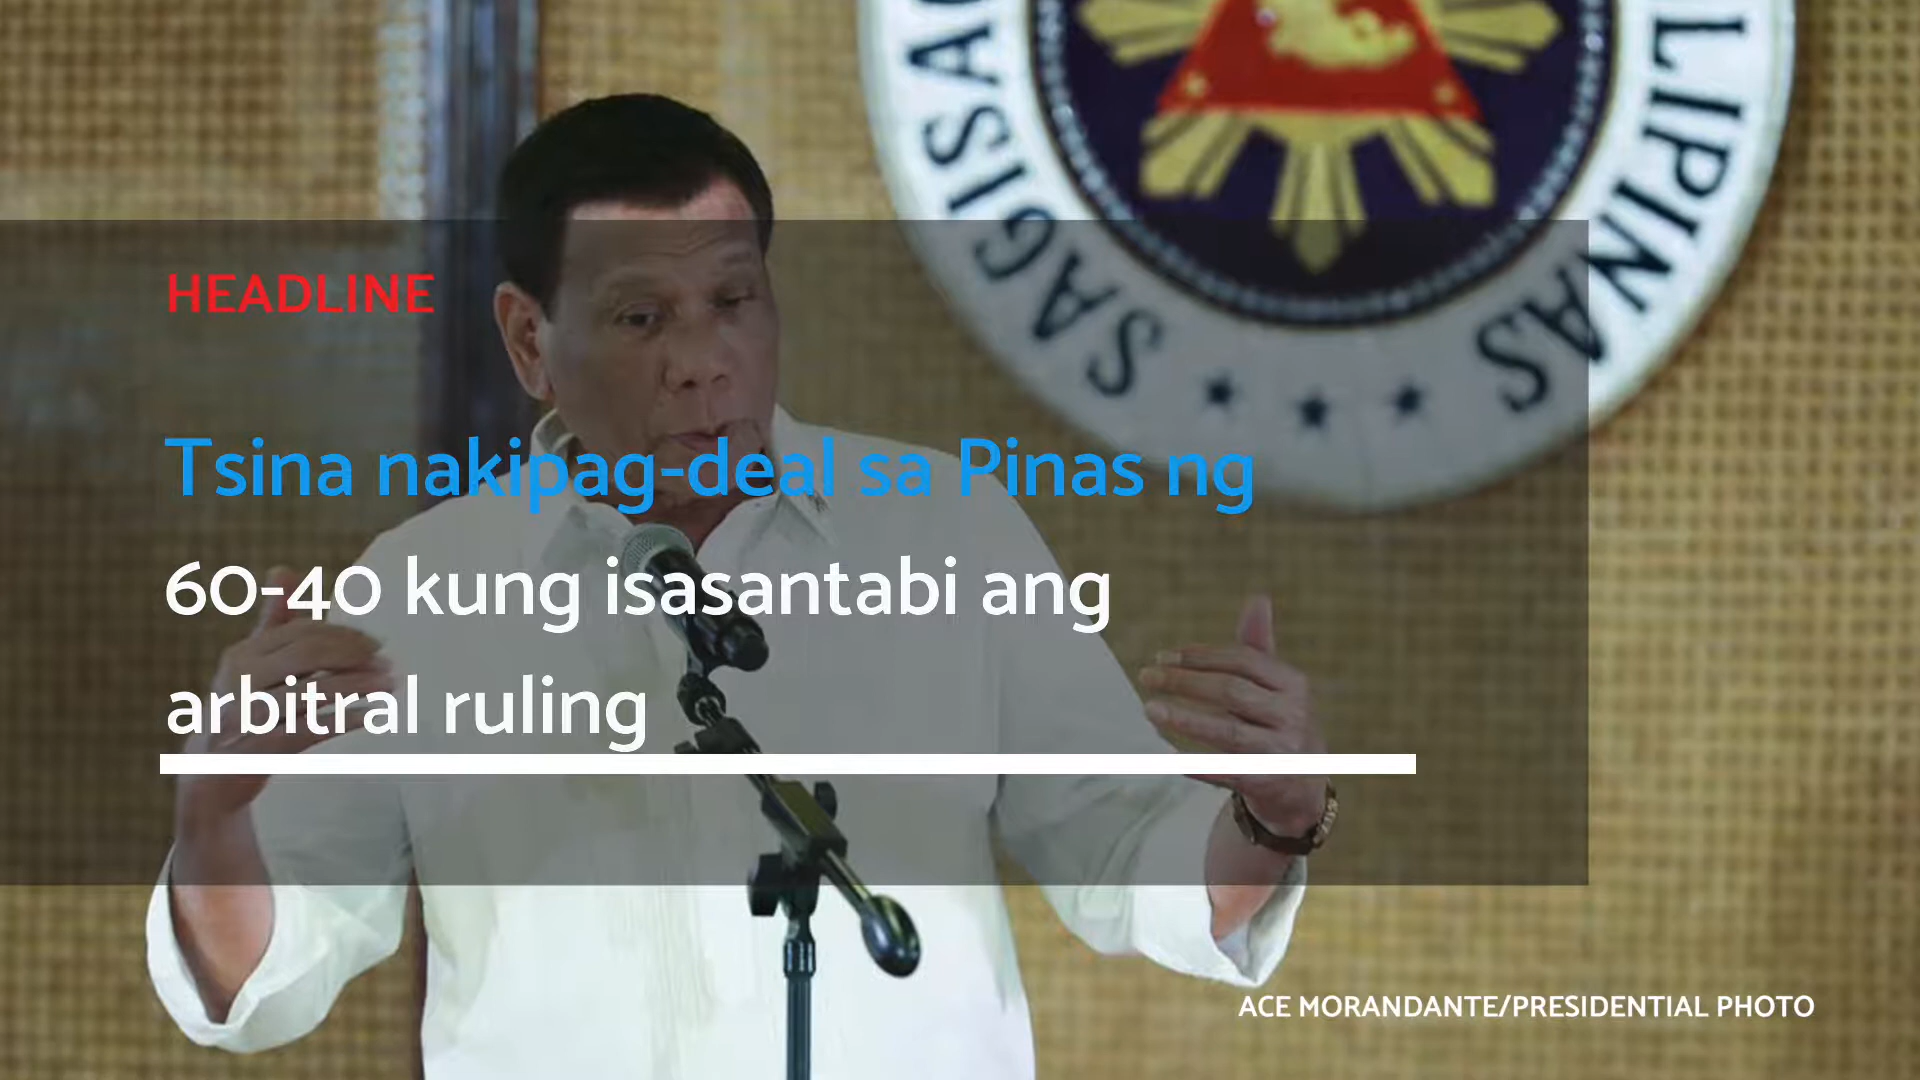 SAGISAG
LIPINAS
HEADLINE
Tsina nakipag-deal sa Pinas ng
60-40 kung isasantabi ang
arbitral ruling
ACE MORANDANTE/PRESIDENTIAL PHOTO